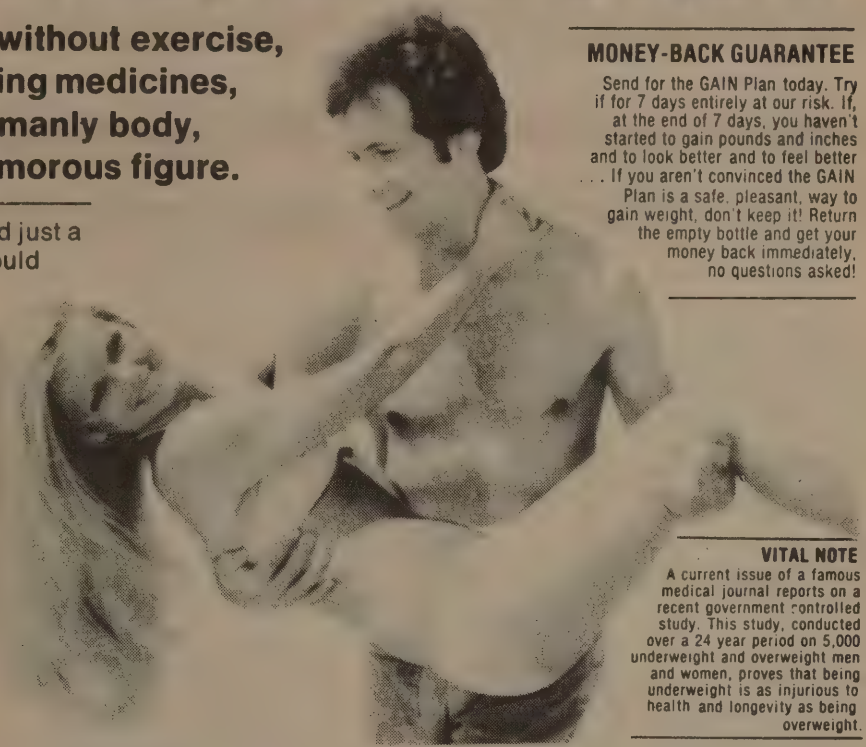 without exercise,
ing medicines,
manly body,
morous figure.
d just a
uld
MONEY-BACK GUARANTEE
Send for the GAIN Plan today. Try
if for 7 days entirely at our risk. If,
at the end of 7 days, you haven't
started to gain pounds and inches
and to look better and to feel better
. . . If you aren't convinced the GAIN
Plan is a safe, pleasant, way to
gain weight, don't keep it! Return
the empty bottle and get your
money back immediately,
no questions asked!
VITAL NOTE
A current issue of a famous
medical journal reports on a
recent government controlled
study. This study, conducted
over a 24 year period on 5,000
underweight and overweight men
and women, proves that being
underweight is as injurious to
health and longevity as being
overweight.